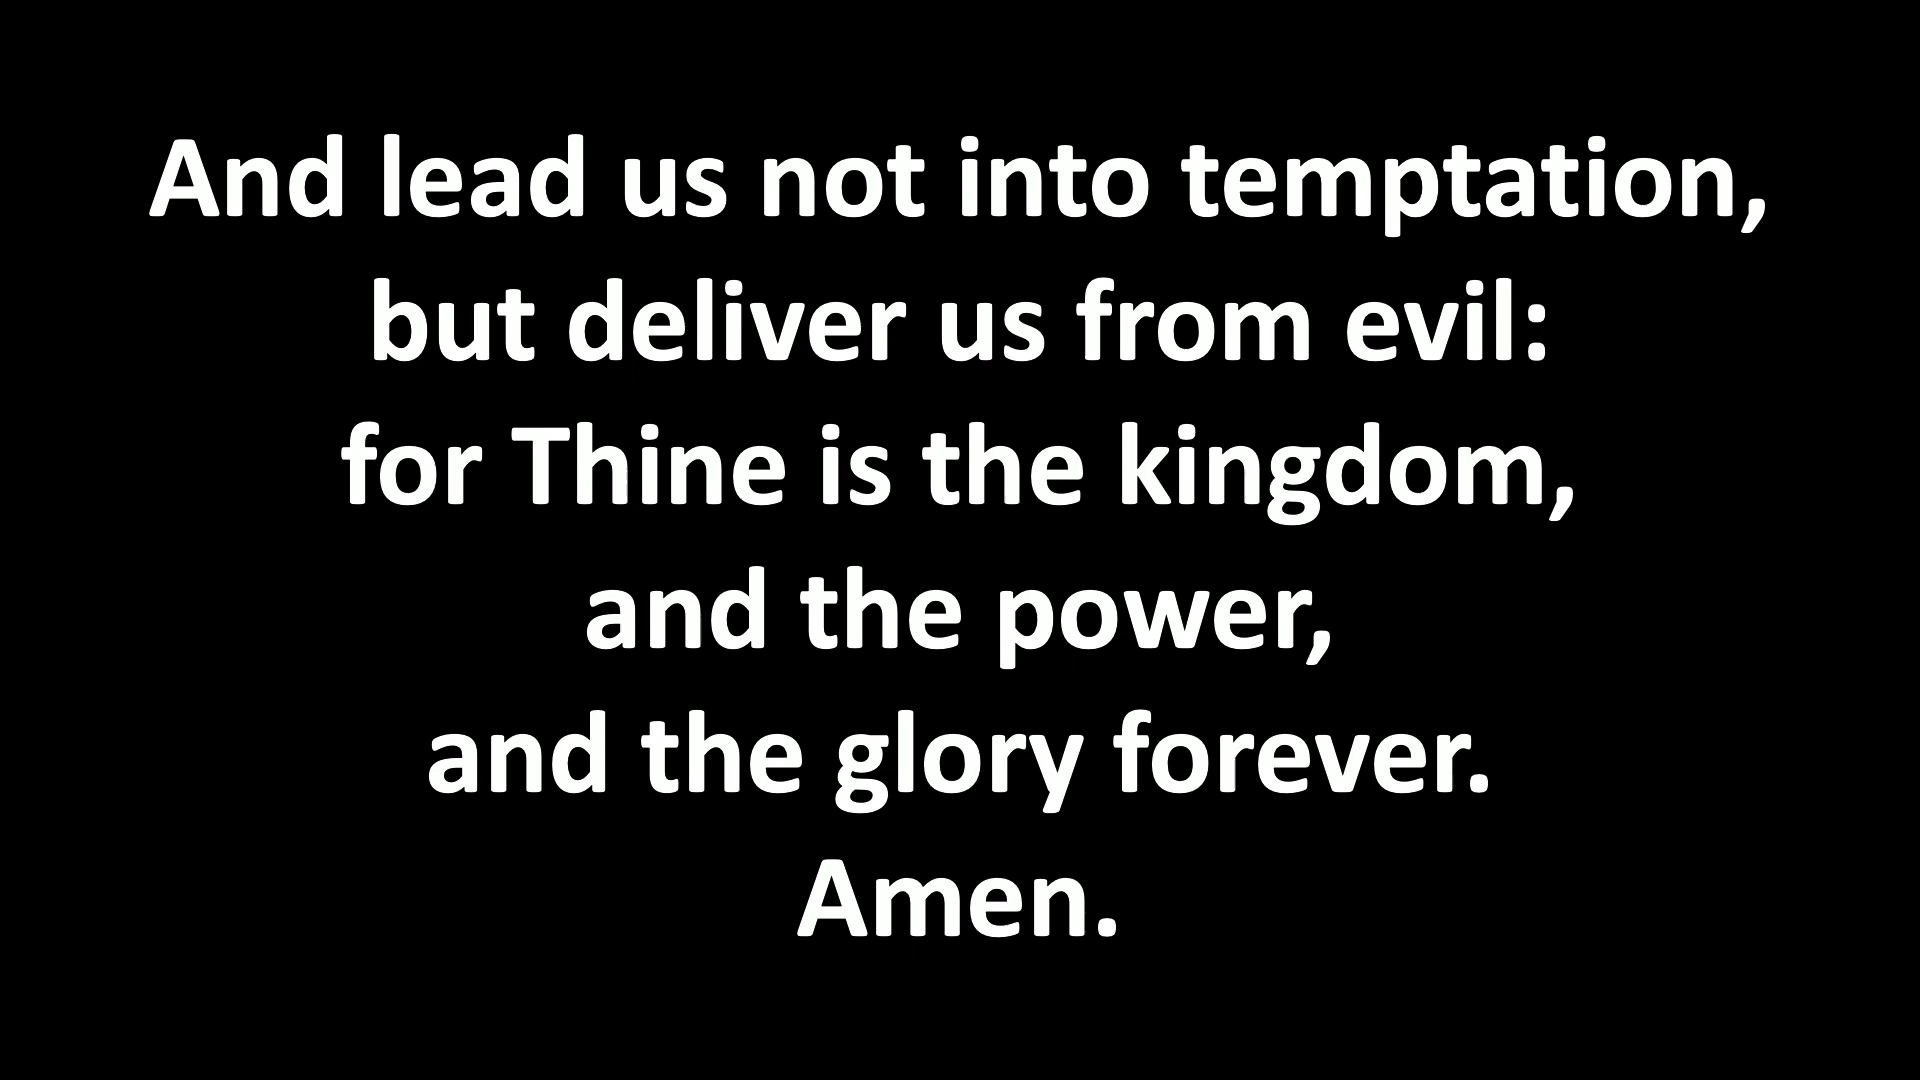 And lead us not into temptation,
but deliver us from evil:
for Thine is the kingdom,
and the power,
and the glory forever.
Amen.